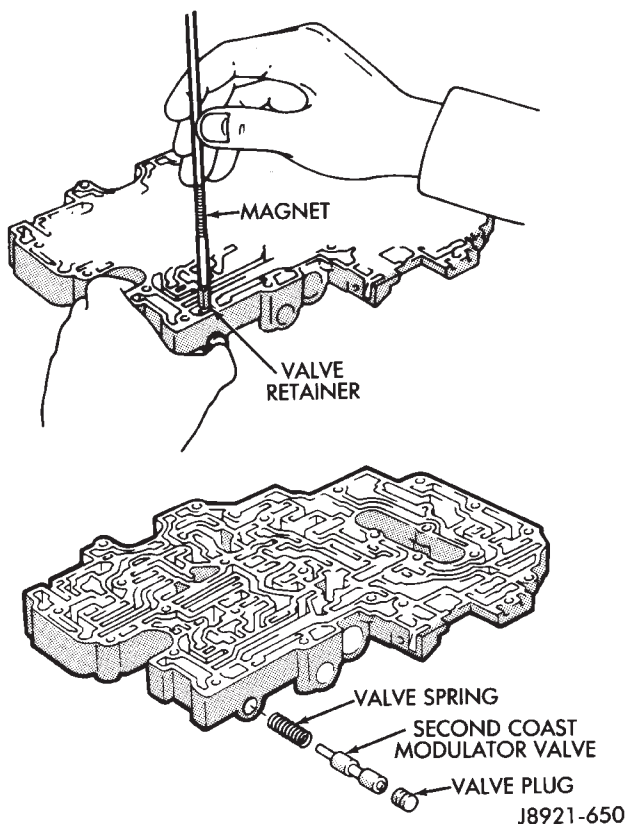 MAGNET
VALVE
RETAINER
VALVE SPRING
SECOND COAST
MODULATOR VALVE
VALVE PLUG
J8921-650